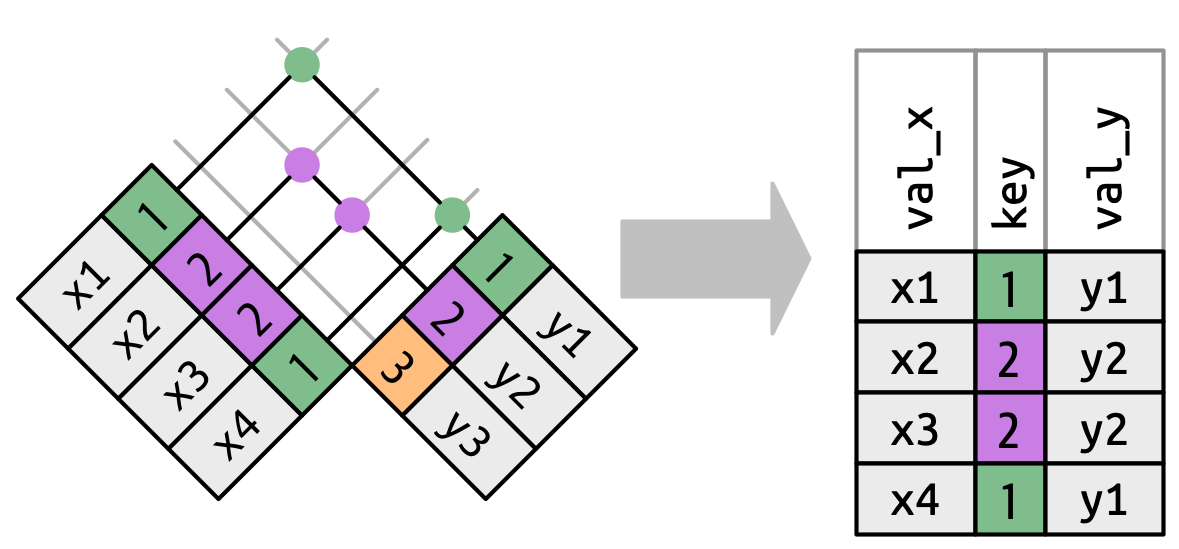 x1 1
x2 2
x3 2
x4 1
1 y1
2 y2
3 y3
val_x key val_y
x1 1 y1
x2 2 y2
x3 2 y2
x4 1 y1